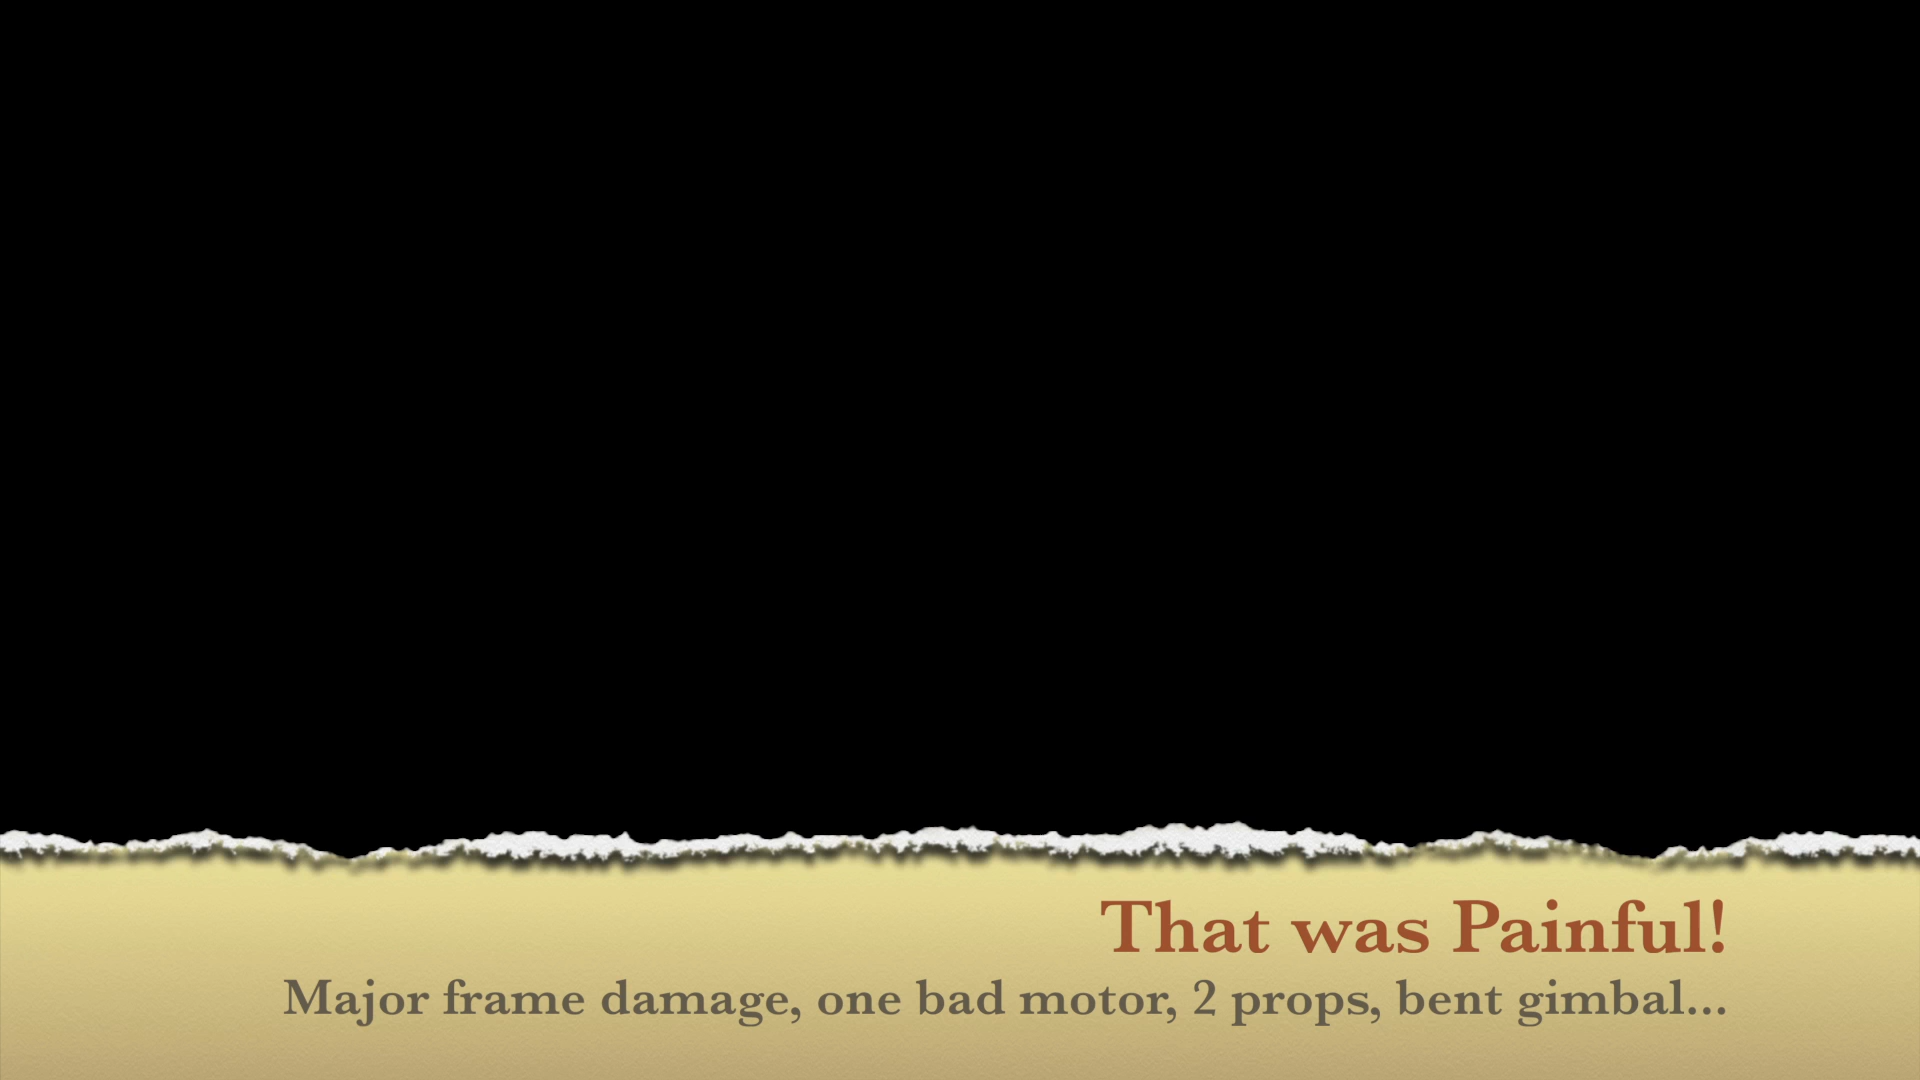 That was Painful!
Major frame damage, one bad motor, 2 props, bent gimbal...